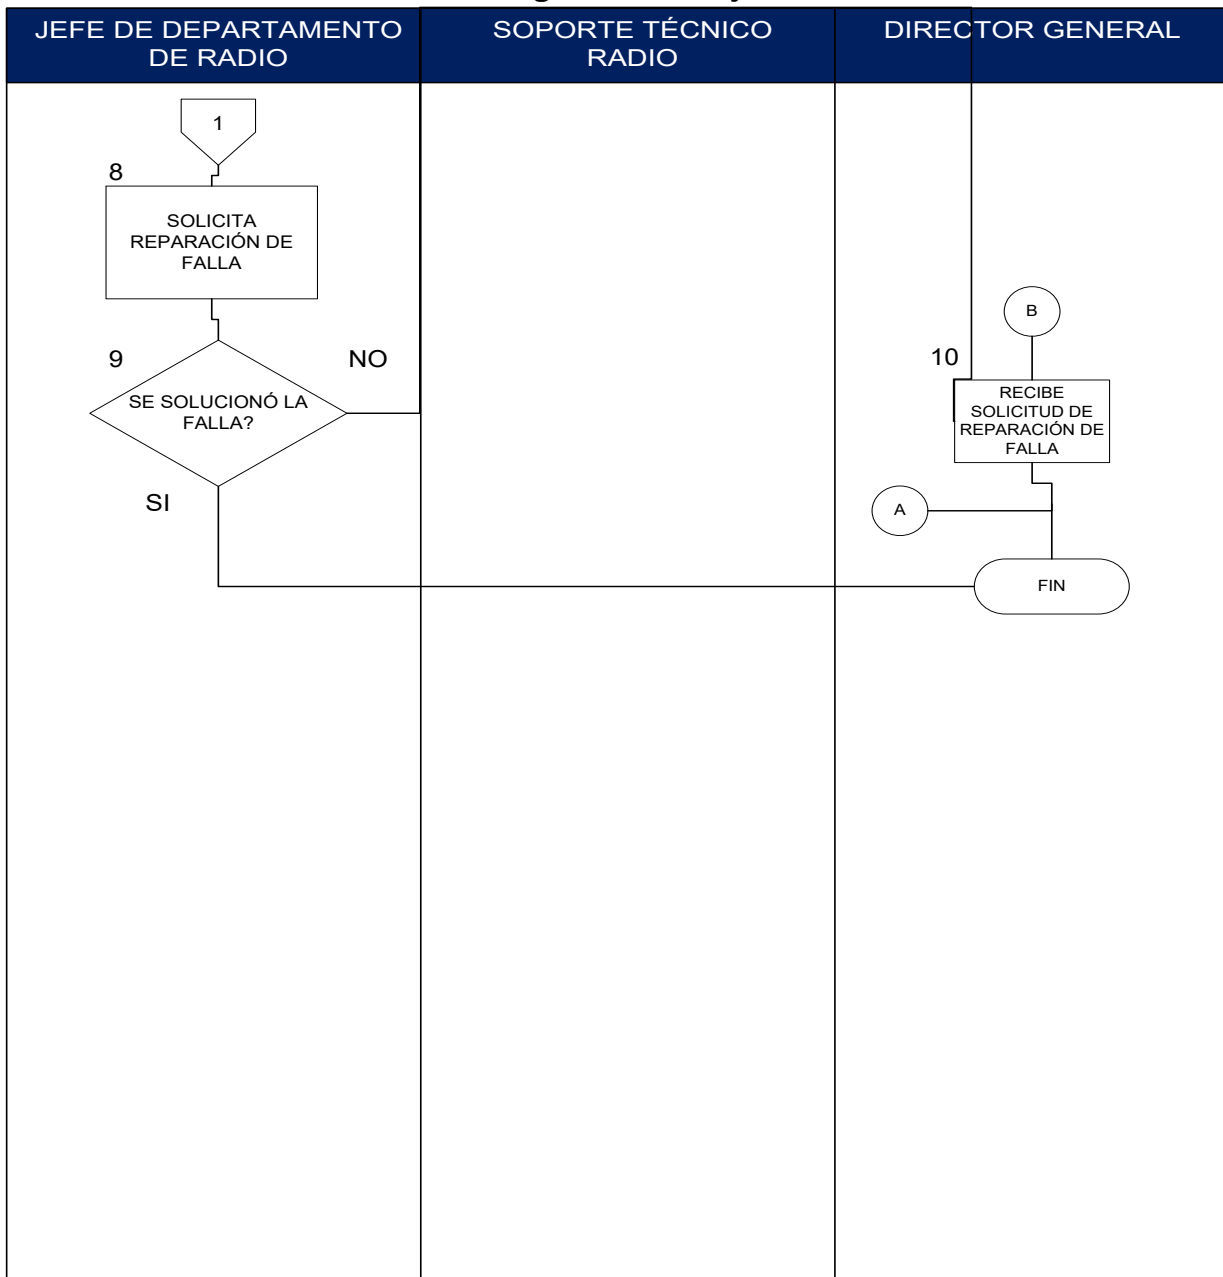 JEFE DE DEPARTAMENTO
DE RADIO
SOPORTE TÉCNICO
RADIO
DIRECTOR GENERAL
1
8
SOLICITA
REPARACIÓN DE
FALLA
9
NO
SE SOLUCIONÓ LA
FALLA?
SI
B
10
RECIBE
SOLICITUD DE
REPARACIÓN DE
FALLA
A
FIN